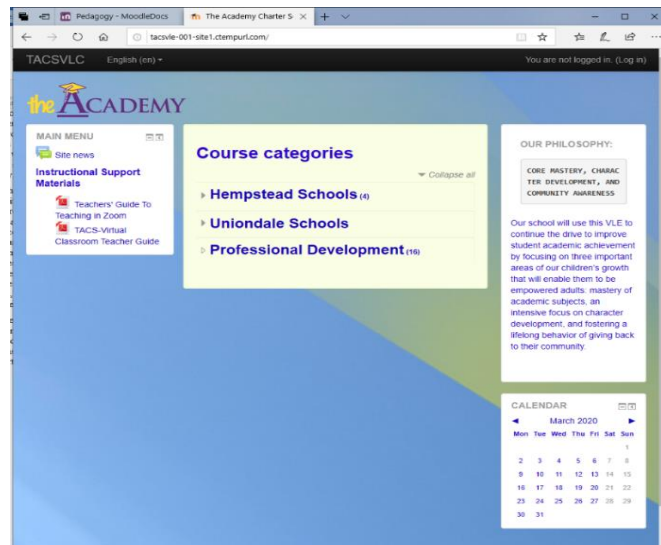 Pedagogy - MoodleDocs
The Academy Charter S
tacsvle-001-site1.ctempurl.com/
TACSVLC
English (en)
You are not logged in. (Log in)
the ACADEMY
MAIN MENU
Site news
Instructional Support
Materials
Teachers' Guide To
Teaching in Zoom
TACS-Virtual
Classroom Teacher Guide
Course categories
Collapse all
Hempstead Schools (4)
Uniondale Schools
Professional Development (16)
OUR PHILOSOPHY:
CORE MASTERY, CHARAC
TER DEVELOPMENT, AND
COMMUNITY AWARENESS
Our school will use this VLE to
continue the drive to improve
student academic achievement
by focusing on three important
areas of our children's growth
that will enable them to be
empowered adults: mastery of
academic subjects, an
intensive focus on character
development, and fostering a
lifelong behavior of giving back
to their community.
CALENDAR
March 2020
Mon Tue Wed Thu Fri Sat Sun
1
2 3 4 5 6 7 8
9 10 11 12 13 14 15
16 17 18 19 20 21 22
23 24 25 26 27 28 29
30 31